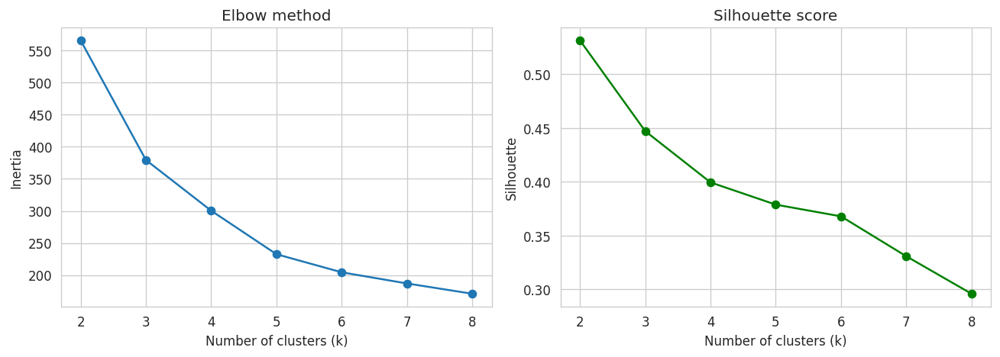 Elbow method
Inertia
550
500
450
400
350
300
250
200
2 3 4 5 6 7 8
Number of clusters (k)
Silhouette score
Silhouette
0.50
0.45
0.40
0.35
0.30
2 3 4 5 6 7 8
Number of clusters (k)